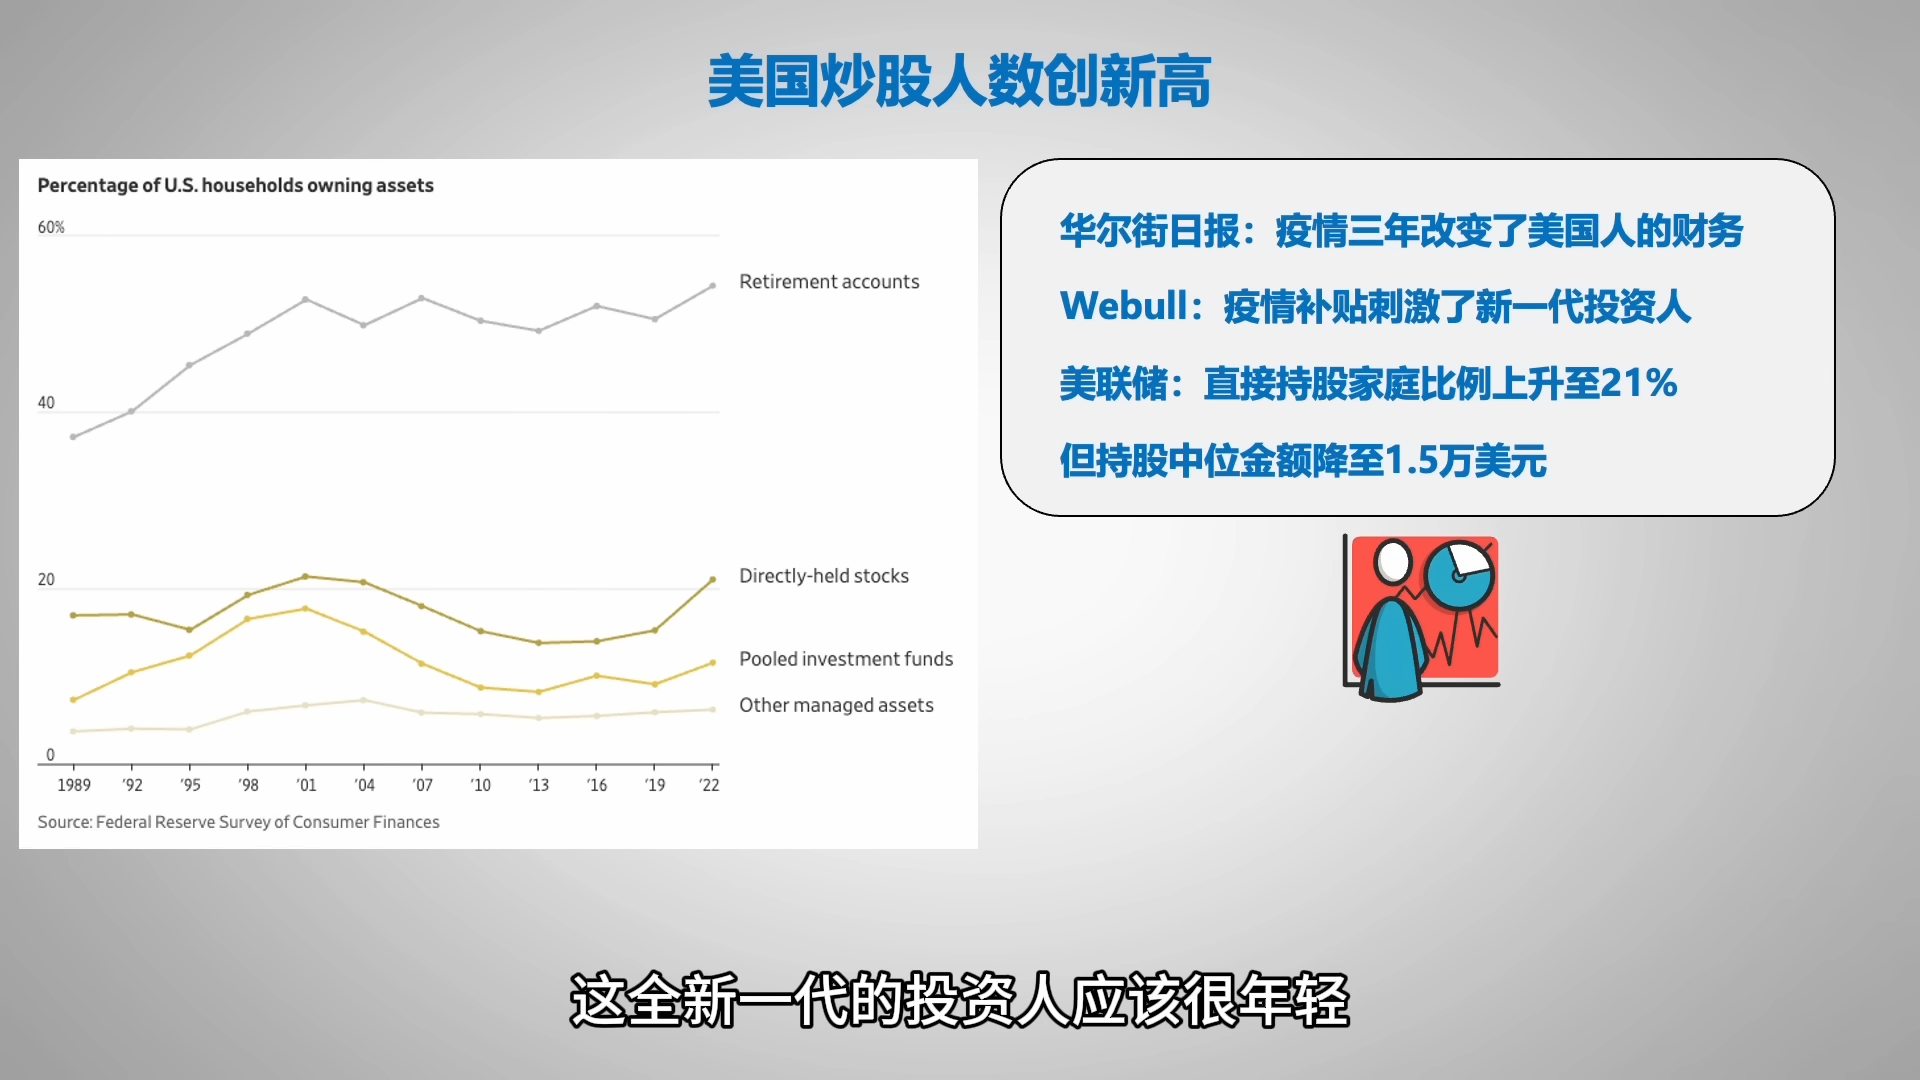 美国炒股人数创新高
Percentage of U.S. households owning assets
60%
40
20
0
Retirement accounts
Directly-held stocks
Pooled investment funds
Other managed assets
1989 '92 '95 '98 '01 '04 '07 '10 '13 '16 '19 '22
Source: Federal Reserve Survey of Consumer Finances
华尔街日报：疫情三年改变了美国人的财务
Webull：疫情补贴刺激了新一代投资人
美联储：直接持股家庭比例上升至21%
但持股中位金额降至1.5万美元
这全新一代的投资人应该很年轻